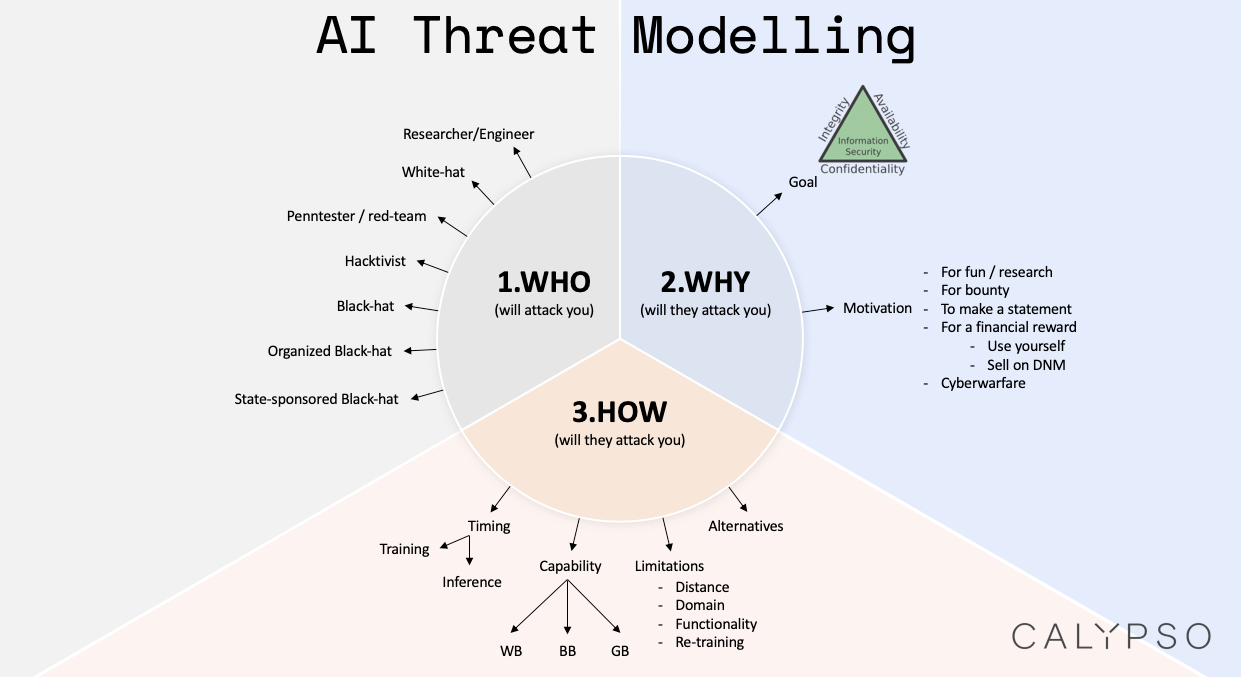 AI Threat Modelling
Researcher/Engineer
White-hat
Penntester / red-team
Hacktivist
Black-hat
Organized Black-hat
State-sponsored Black-hat
1.WHO
(will attack you)
2.WHY
(will they attack you)
Goal
Integrity
Availability
Information
Security
Confidentiality
Motivation
- For fun / research
- For bounty
- To make a statement
- For a financial reward
- Use yourself
- Sell on DNM
- Cyberwarfare
3.HOW
(will they attack you)
Timing
Training
Inference
Capability
WB
BB
GB
Limitations
- Distance
- Domain
- Functionality
- Re-training
Alternatives
CALYPSO